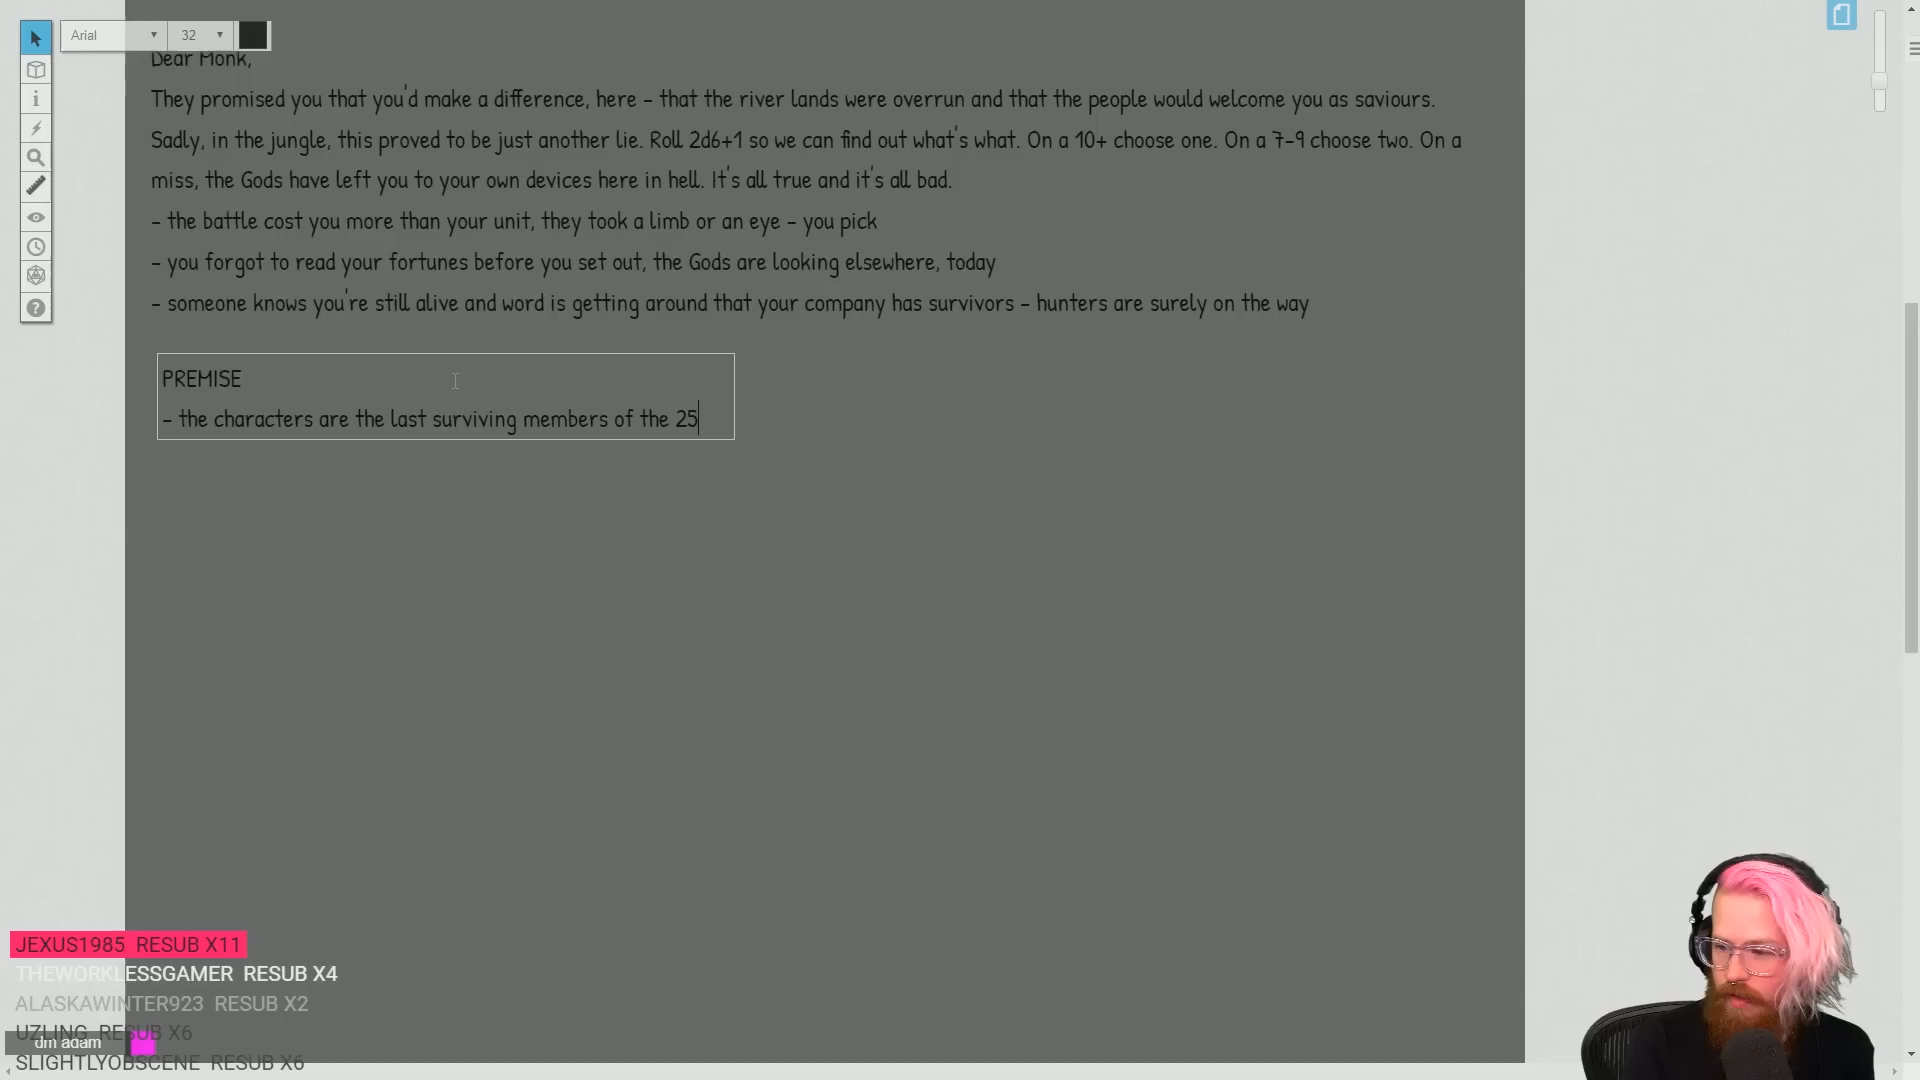 Arial
32
Dear Monk,
They promised you that you'd make a difference, here - that the river lands were overrun and that the people would welcome you as saviours.
Sadly, in the jungle, this proved to be just another lie. Roll 2d6+1 so we can find out what's what. On a 10+ choose one. On a 7-9 choose two. On a
miss, the Gods have left you to your own devices here in hell. It's all true and it's all bad.
- the battle cost you more than your unit, they took a limb or an eye - you pick
- you forgot to read your fortunes before you set out, the Gods are looking elsewhere, today
- someone knows you're still alive and word is getting around that your company has survivors - hunters are surely on the way
PREMISE
- the characters are the last surviving members of the 25
JEXUS1985 RESUB X11
THEWORKLESSGAMER RESUB X4
ALASKAWINTER923 RESUB X2
UZLING RESUB X6
dm adam
SLIGHTLYOBSCENE RESUB X6